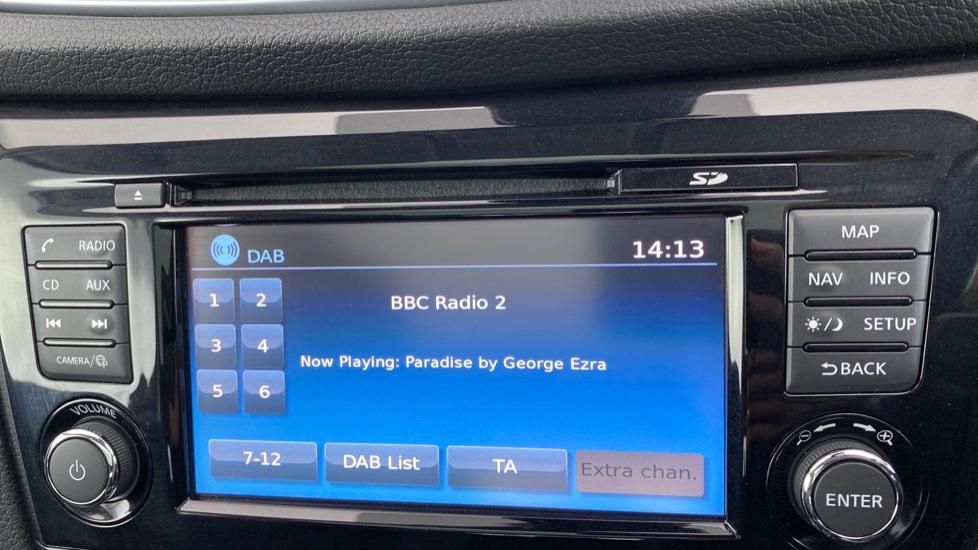 SD
RADIO
CD AUX
CAMERA/
VOLUME
DAB
14:13
1 2
BBC Radio 2
3 4
Now Playing: Paradise by George Ezra
5 6
7-12
DAB List
TA
Extra chan.
MAP
NAV INFO
SETUP
BACK
ENTER